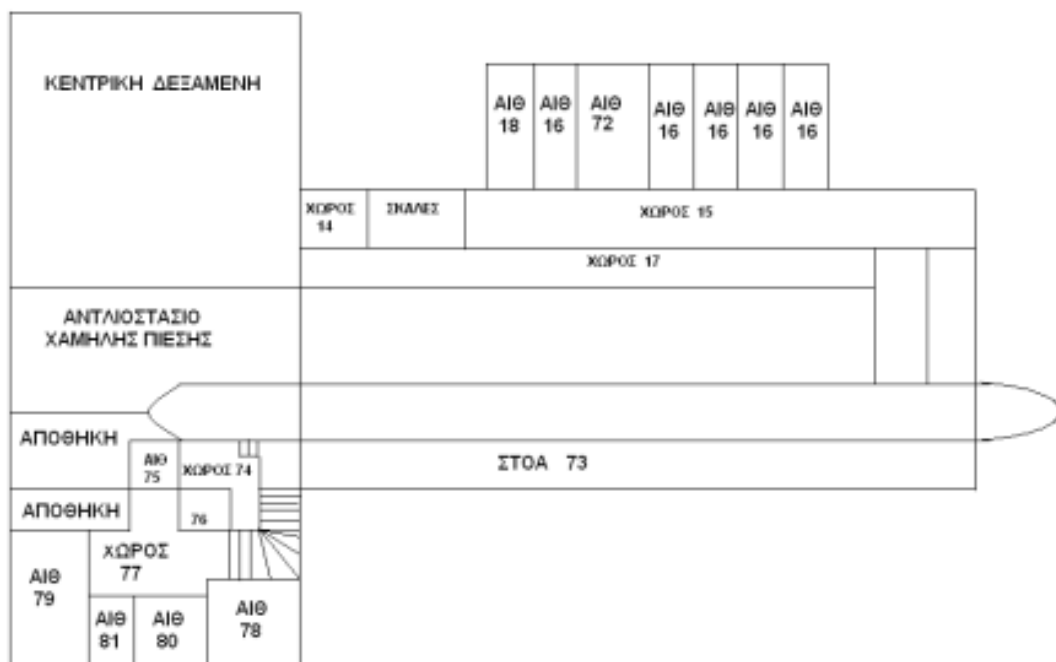 ΚΕΝΤΡΙΚΗ ΔΕΞΑΜΕΝΗ
ΑΙΘ
18
ΑΙΘ
16
ΑΙΘ
72
ΑΙΘ
16
ΑΙΘ
16
ΑΙΘ
16
ΑΙΘ
16
ΧΩΡΟΣ
14
ΣΚΑΛΕΣ
ΧΩΡΟΣ 15
ΧΩΡΟΣ 17
ΑΝΤΛΙΟΣΤΑΣΙΟ
ΧΑΜΗΛΗΣ ΠΙΕΣΗΣ
ΑΠΟΘΗΚΗ
ΑΙΘ
75
ΧΩΡΟΣ 74
ΣΤΟΑ 73
ΑΠΟΘΗΚΗ
76
ΧΩΡΟΣ
77
ΑΙΘ
79
ΑΙΘ
81
ΑΙΘ
80
ΑΙΘ
78